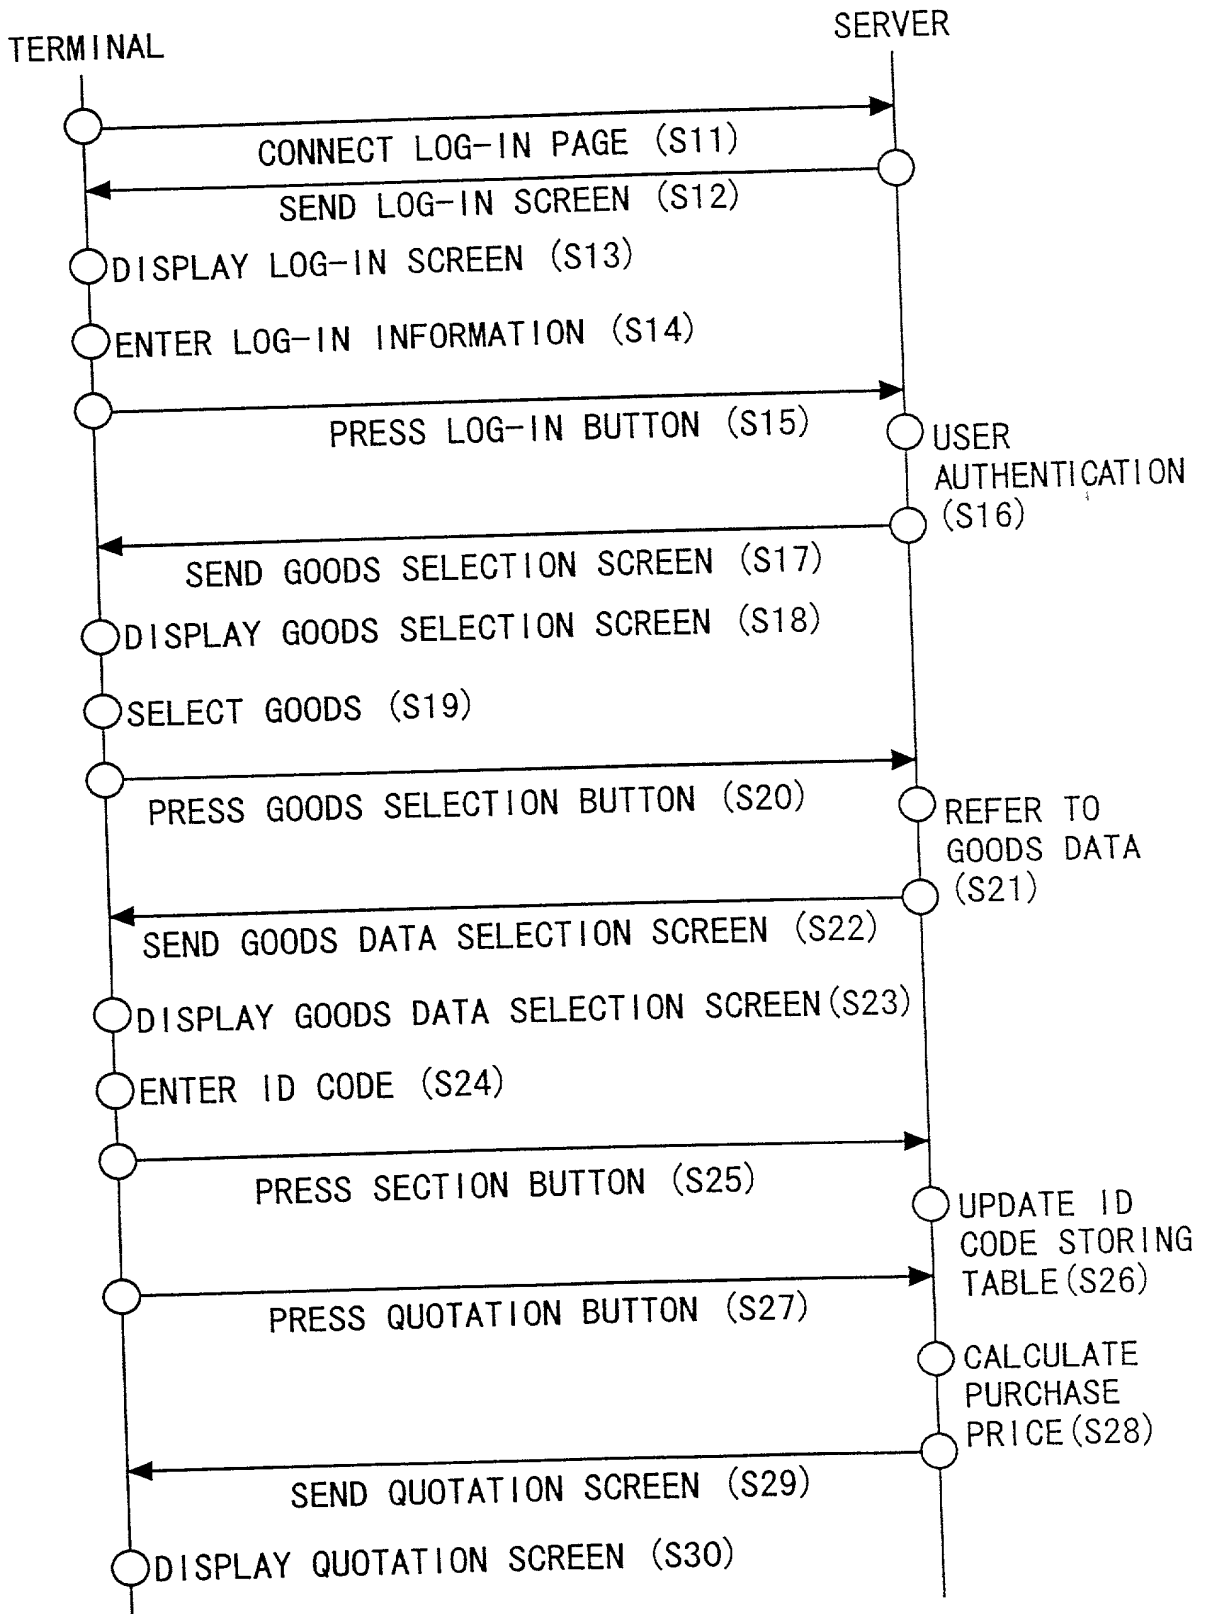 TERMINAL
SERVER
CONNECT LOG-IN PAGE (S11)
SEND LOG-IN SCREEN (S12)
DISPLAY LOG-IN SCREEN (S13)
ENTER LOG-IN INFORMATION (S14)
PRESS LOG-IN BUTTON (S15)
USER
AUTHENTICATION
(S16)
SEND GOODS SELECTION SCREEN (S17)
DISPLAY GOODS SELECTION SCREEN (S18)
SELECT GOODS (S19)
PRESS GOODS SELECTION BUTTON (S20)
REFER TO
GOODS DATA
(S21)
SEND GOODS DATA SELECTION SCREEN (S22)
DISPLAY GOODS DATA SELECTION SCREEN(S23)
ENTER ID CODE (S24)
PRESS SECTION BUTTON (S25)
UPDATE ID
CODE STORING
TABLE(S26)
PRESS QUOTATION BUTTON (S27)
CALCULATE
PURCHASE
PRICE(S28)
SEND QUOTATION SCREEN (S29)
DISPLAY QUOTATION SCREEN (S30)